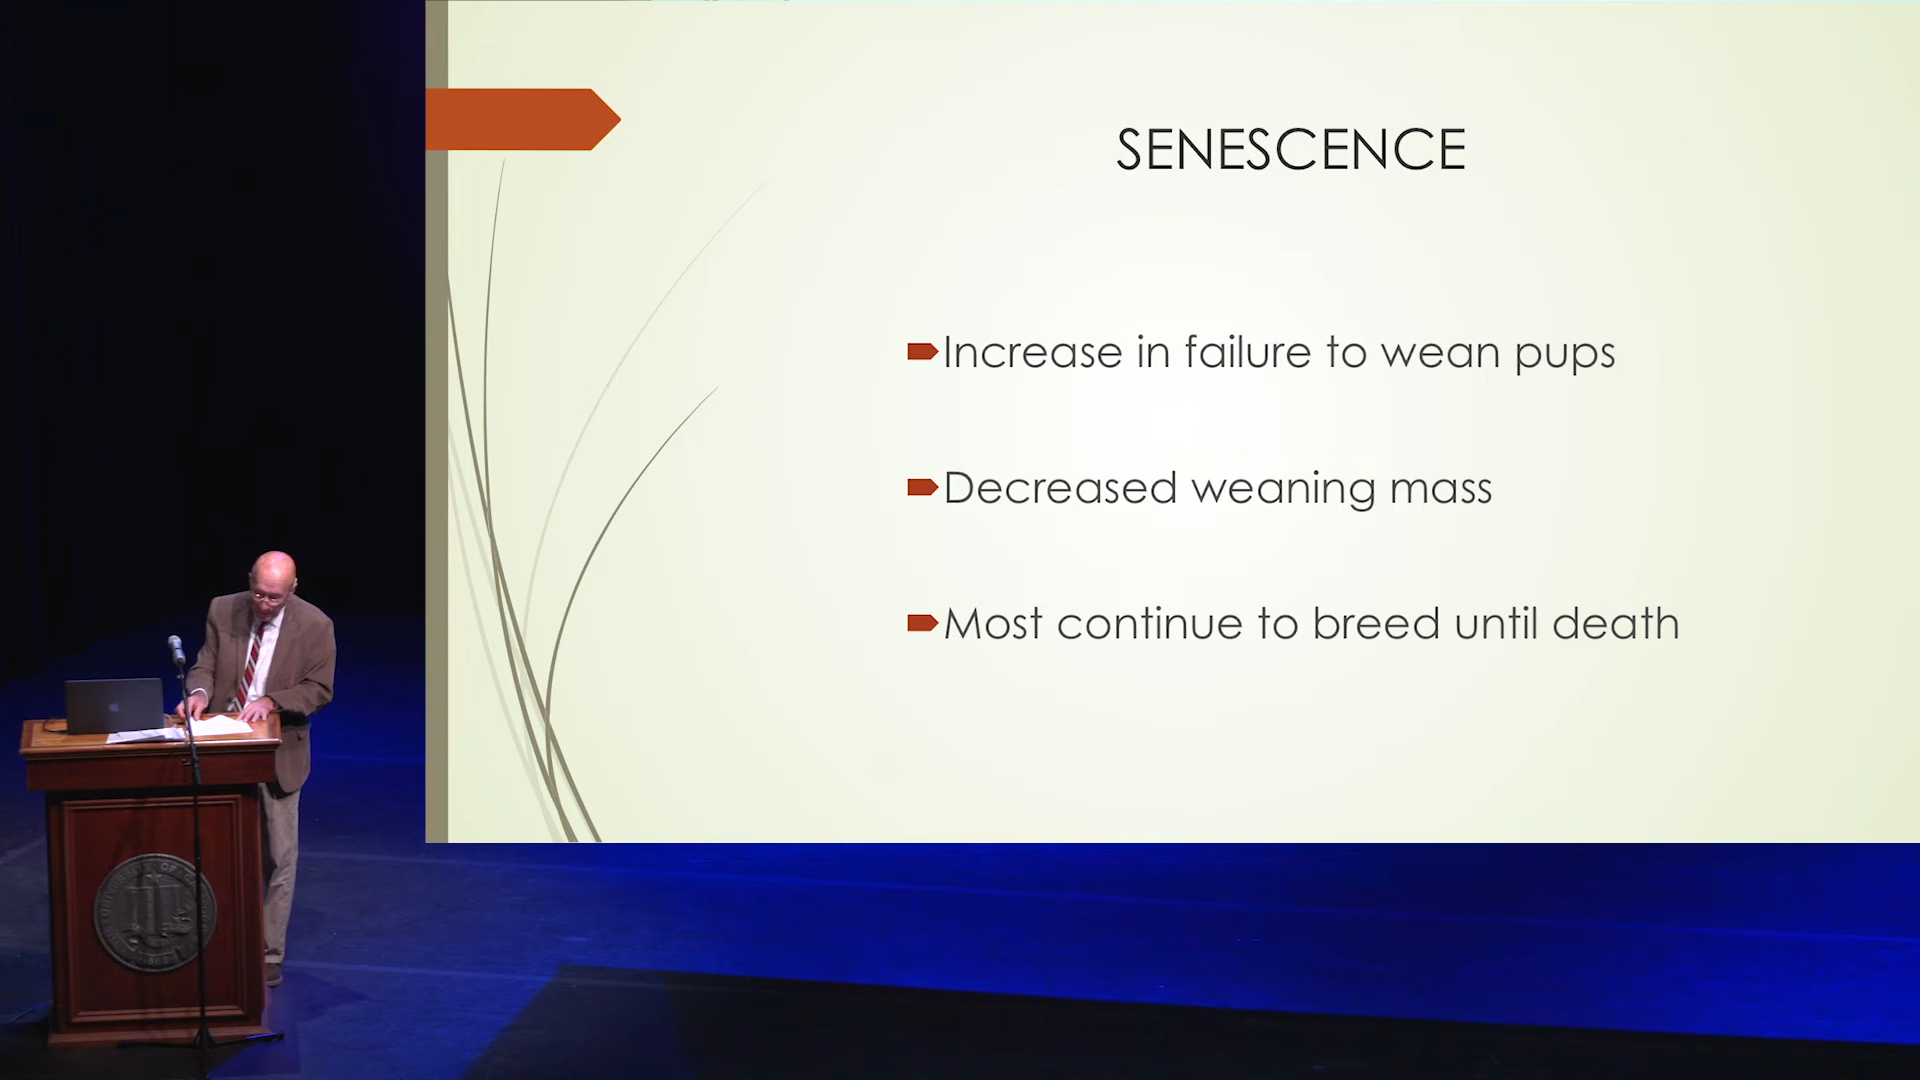 SENESCENCE
Increase in failure to wean pups
Decreased weaning mass
Most continue to breed until death